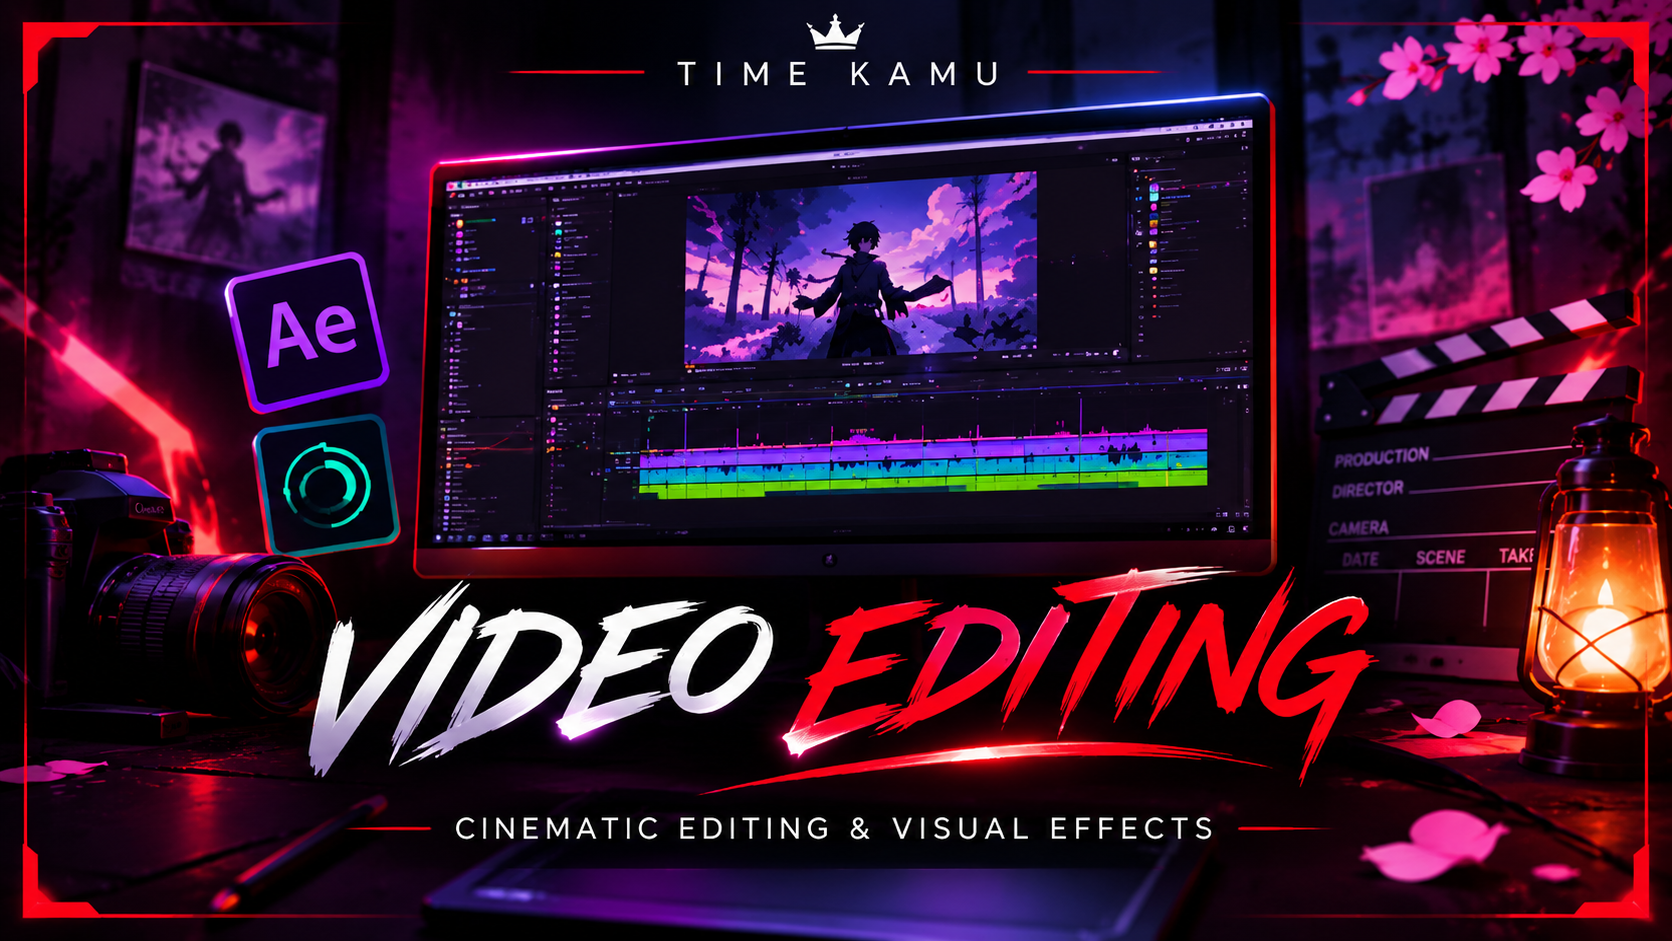 TIME KAMU
Ae
PRODUCTION
DIRECTOR
CAMERA
DATE SCENE TAKE
VIDEO EDITING
CINEMATIC EDITING & VISUAL EFFECTS